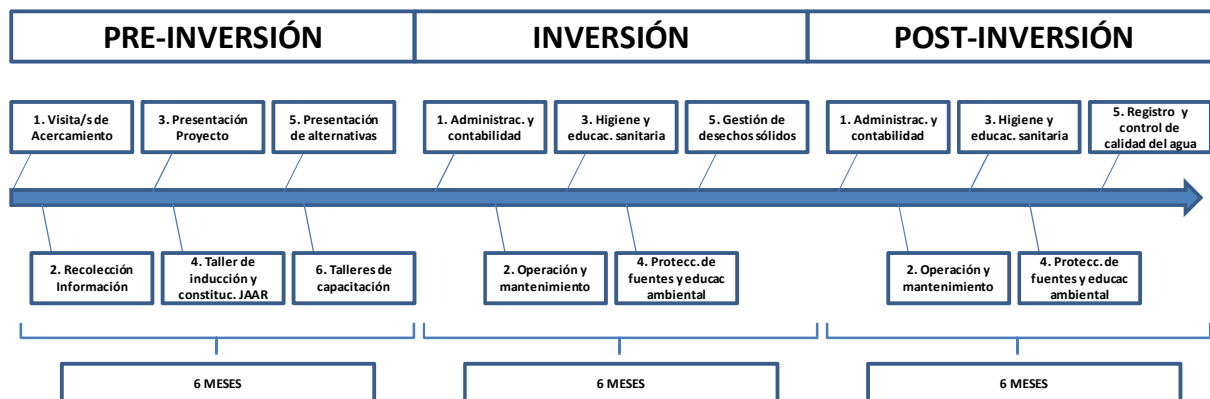 PRE-INVERSIÓN
INVERSIÓN
POST-INVERSIÓN
1. Visita/s de
Acercamiento
3. Presentación
Proyecto
5. Presentación
de alternativas
1. Administrac. y
contabilidad
3. Higiene y
educac. sanitaria
5. Gestión de
desechos sólidos
1. Administrac. y
contabilidad
3. Higiene y
educac. sanitaria
5. Registro y
control de
calidad del agua
2. Recolección
Información
4. Taller de
inducción y
constituc. JAAR
6. Talleres de
capacitación
2. Operación y
mantenimiento
4. Protecc. de
fuentes y educac
ambiental
2. Operación y
mantenimiento
4. Protecc. de
fuentes y educac
ambiental
6 MESES
6 MESES
6 MESES